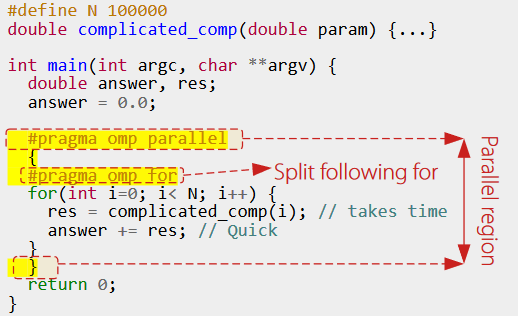 #define N 100000
double complicated_comp(double param) {...}
int main(int argc, char **argv) {
double answer, res;
answer = 0.0;
#pragma omp parallel
{
#pragma omp for
Split following for
for(int i=0; i< N; i++) {
res = complicated_comp(i); // takes time
answer += res; // Quick
}
}
return 0;
}
Parallel region